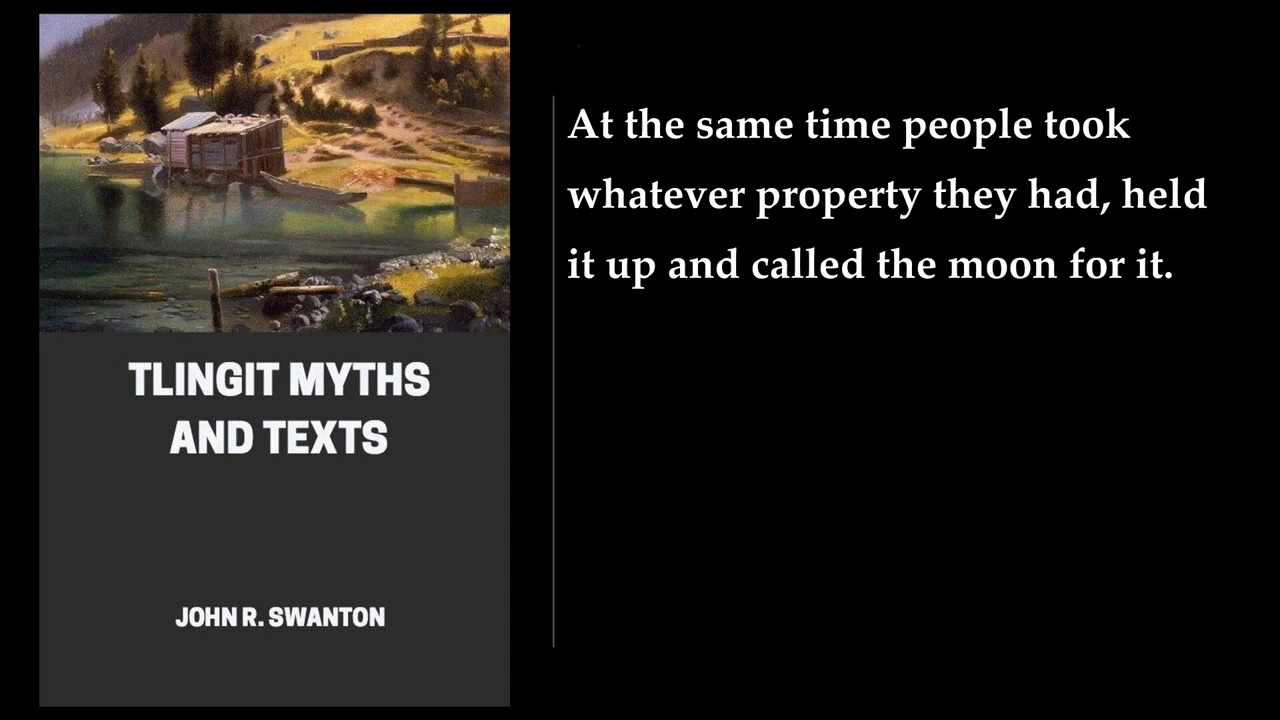 At the same time people took
whatever property they had, held
it up and called the moon for it.
TLINGIT MYTHS
AND TEXTS
JOHN R. SWANTON